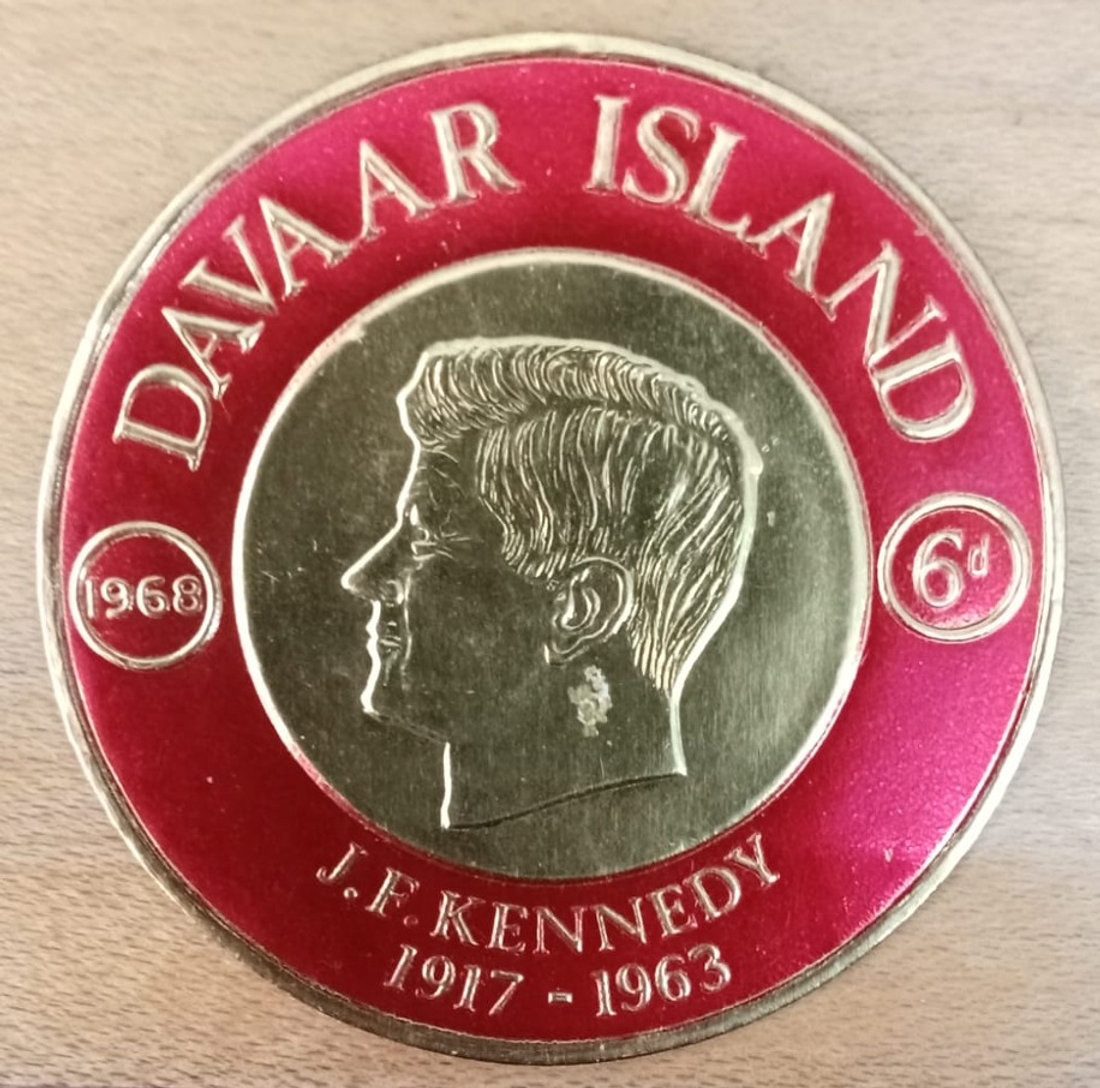 DAVAAR ISLAND
1968
6d
J.F. KENNEDY
1917 - 1963